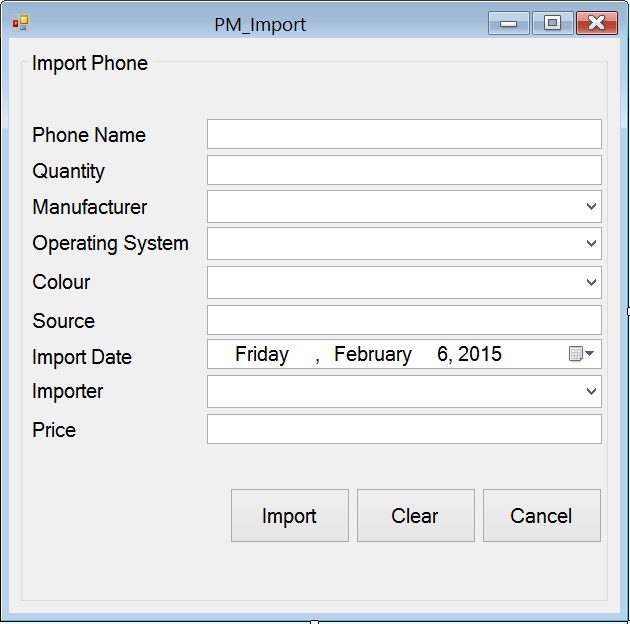 PM_Import
Import Phone
Phone Name
Quantity
Manufacturer
Operating System
Colour
Source
Import Date Friday , February 6, 2015
Importer
Price
Import Clear Cancel